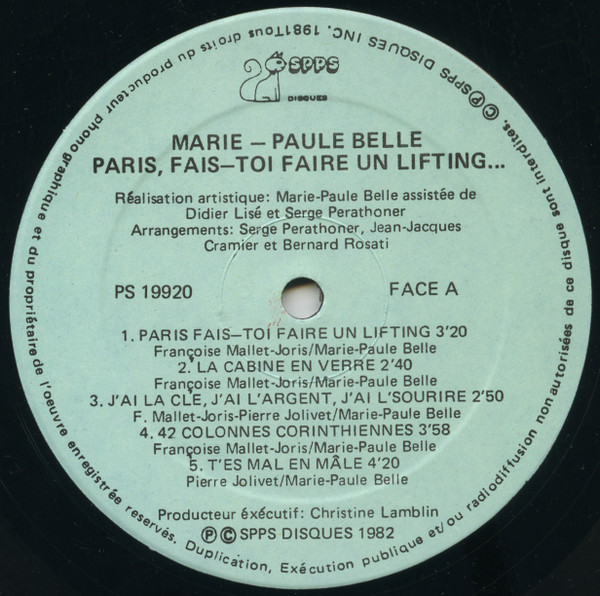 SPPS
DISQUES
MARIE – PAULE BELLE
PARIS, FAIS–TOI FAIRE UN LIFTING...
Réalisation artistique: Marie-Paule Belle assistée de
Didier Lisé et Serge Perathoner
Arrangements: Serge Perathoner, Jean-Jacques
Cramier et Bernard Rosati
PS 19920
FACE A
1. PARIS FAIS–TOI FAIRE UN LIFTING 3'20
Françoise Mallet-Joris/Marie-Paule Belle
2. LA CABINE EN VERRE 2'40
Françoise Mallet-Joris/Marie-Paule Belle
3. J'AI LA CLE, J'AI L'ARGENT, J'AI L'SOURIRE 2'50
F. Mallet-Joris-Pierre Jolivet/Marie-Paule Belle
4. 42 COLONNES CORINTHIENNES 3'58
Françoise Mallet-Joris/Marie-Paule Belle
5. T'ES MAL EN MÂLE 4'20
Pierre Jolivet/Marie-Paule Belle
Producteur éxécutif: Christine Lamblin
Ⓟ © SPPS DISQUES 1982
© Ⓟ SPPS DISQUES INC. 1981 Tous droits du producteur phonographique et du propriétaire de l'oeuvre enregistrée reservés. Duplication, Exécution publique et/ou radiodiffusion non autorisées de ce disque sont interdites.